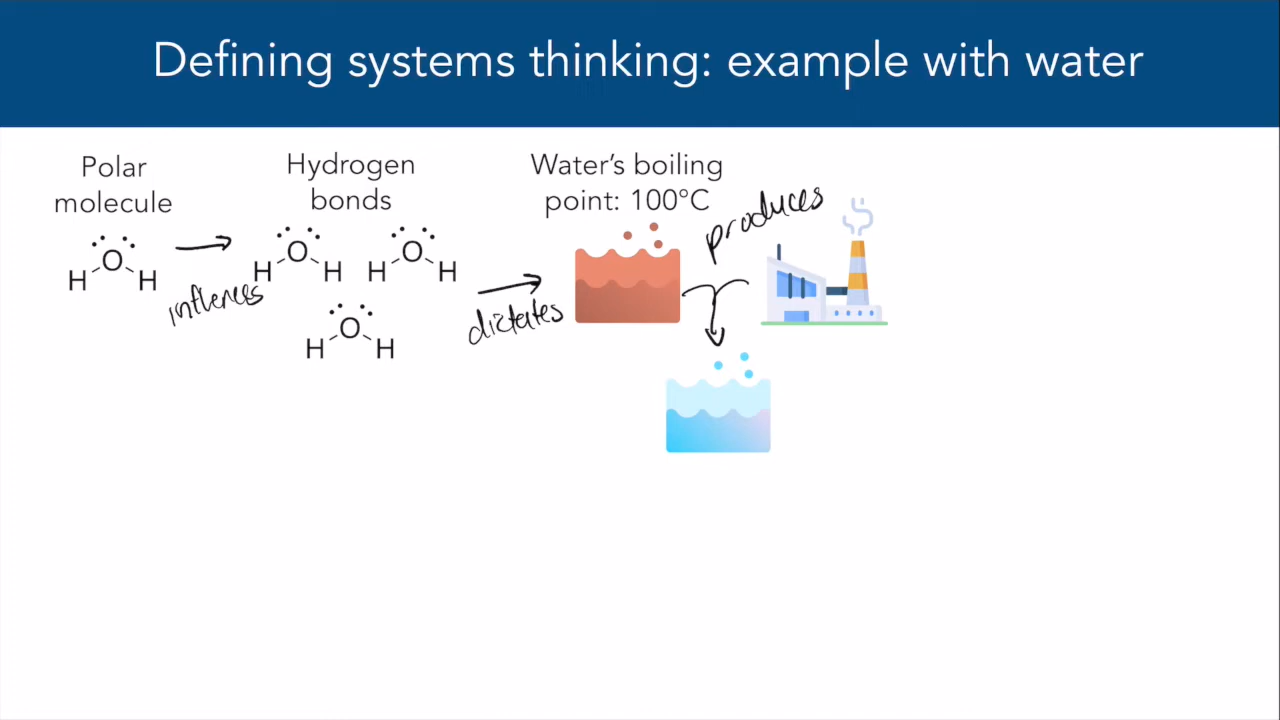 Defining systems thinking: example with water
Polar
molecule
Hydrogen
bonds
Water's boiling
point: 100°C
produces
O
H H
influences
O
H H
O
H H
O
H H
dictates